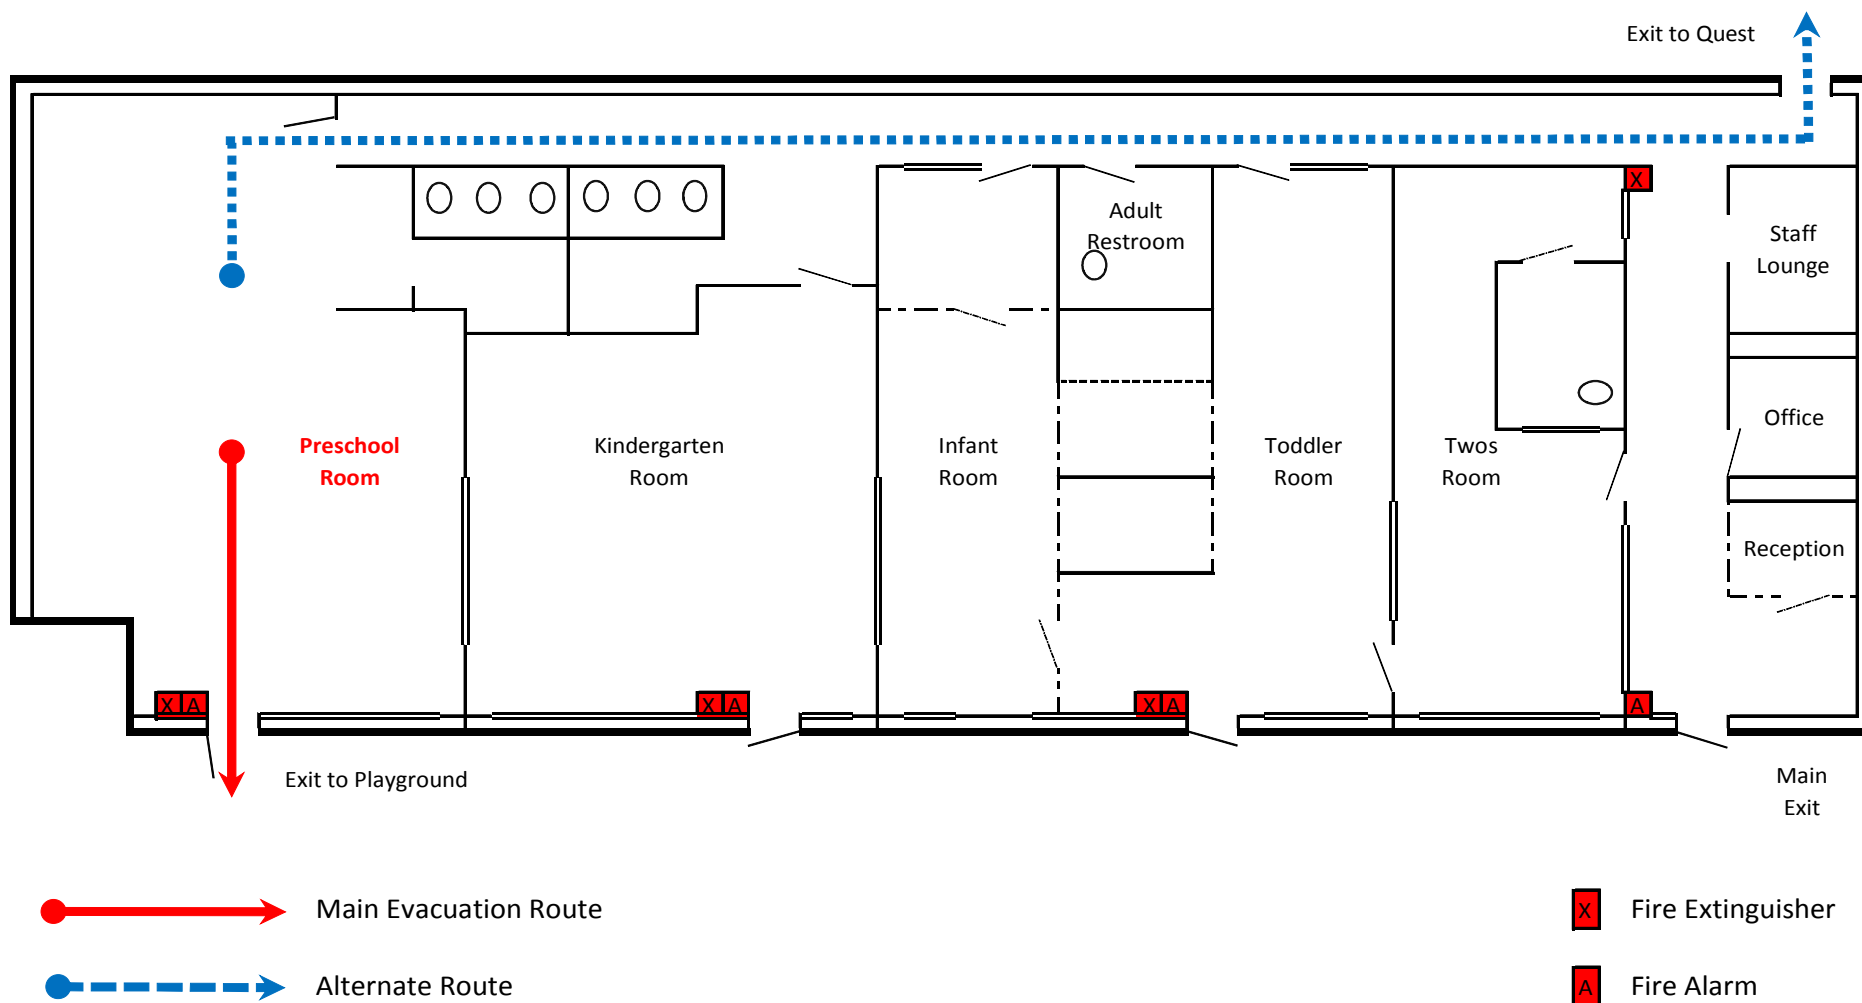 Exit to Quest
X
Adult
Restroom
Staff
Lounge
Preschool
Room
Kindergarten
Room
Infant
Room
Toddler
Room
Twos
Room
Office
Reception
X A
X A
X A
A
Exit to Playground
Main
Exit
Main Evacuation Route
X Fire Extinguisher
Alternate Route
A Fire Alarm